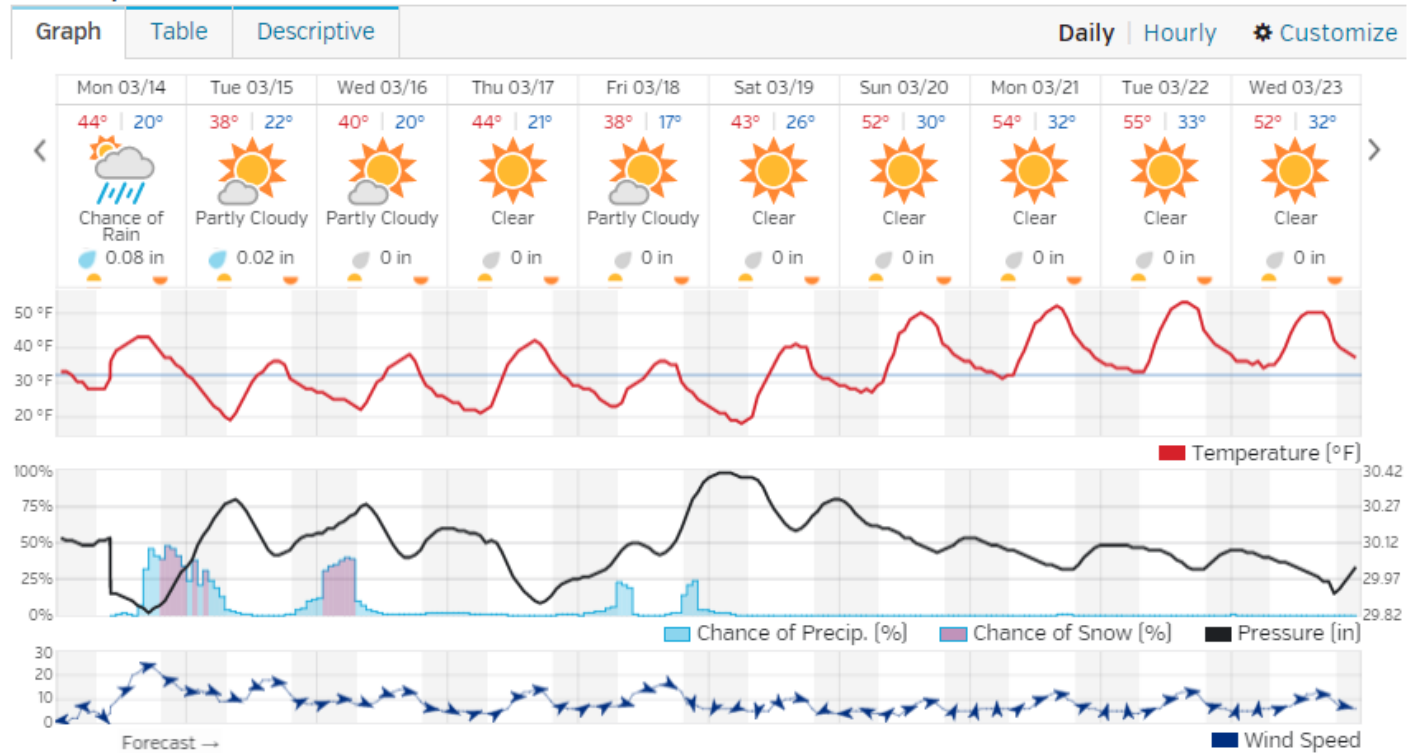 Graph Table Descriptive Daily | Hourly Customize
Mon 03/14 Tue 03/15 Wed 03/16 Thu 03/17 Fri 03/18 Sat 03/19 Sun 03/20 Mon 03/21 Tue 03/22 Wed 03/23
44° | 20° 38° | 22° 40° | 20° 44° | 21° 38° | 17° 43° | 26° 52° | 30° 54° | 32° 55° | 33° 52° | 32°
Chance of Partly Cloudy Partly Cloudy Clear Partly Cloudy Clear Clear Clear Clear Clear
Rain
0.08 in 0.02 in 0 in 0 in 0 in 0 in 0 in 0 in 0 in 0 in
50 °F
40 °F
30 °F
20 °F
Temperature (°F)
100% 30.42
75% 30.27
50% 30.12
25% 29.97
0% 29.82
Chance of Precip. (%) Chance of Snow (%) Pressure (in)
30
20
10
0
Forecast → Wind Speed